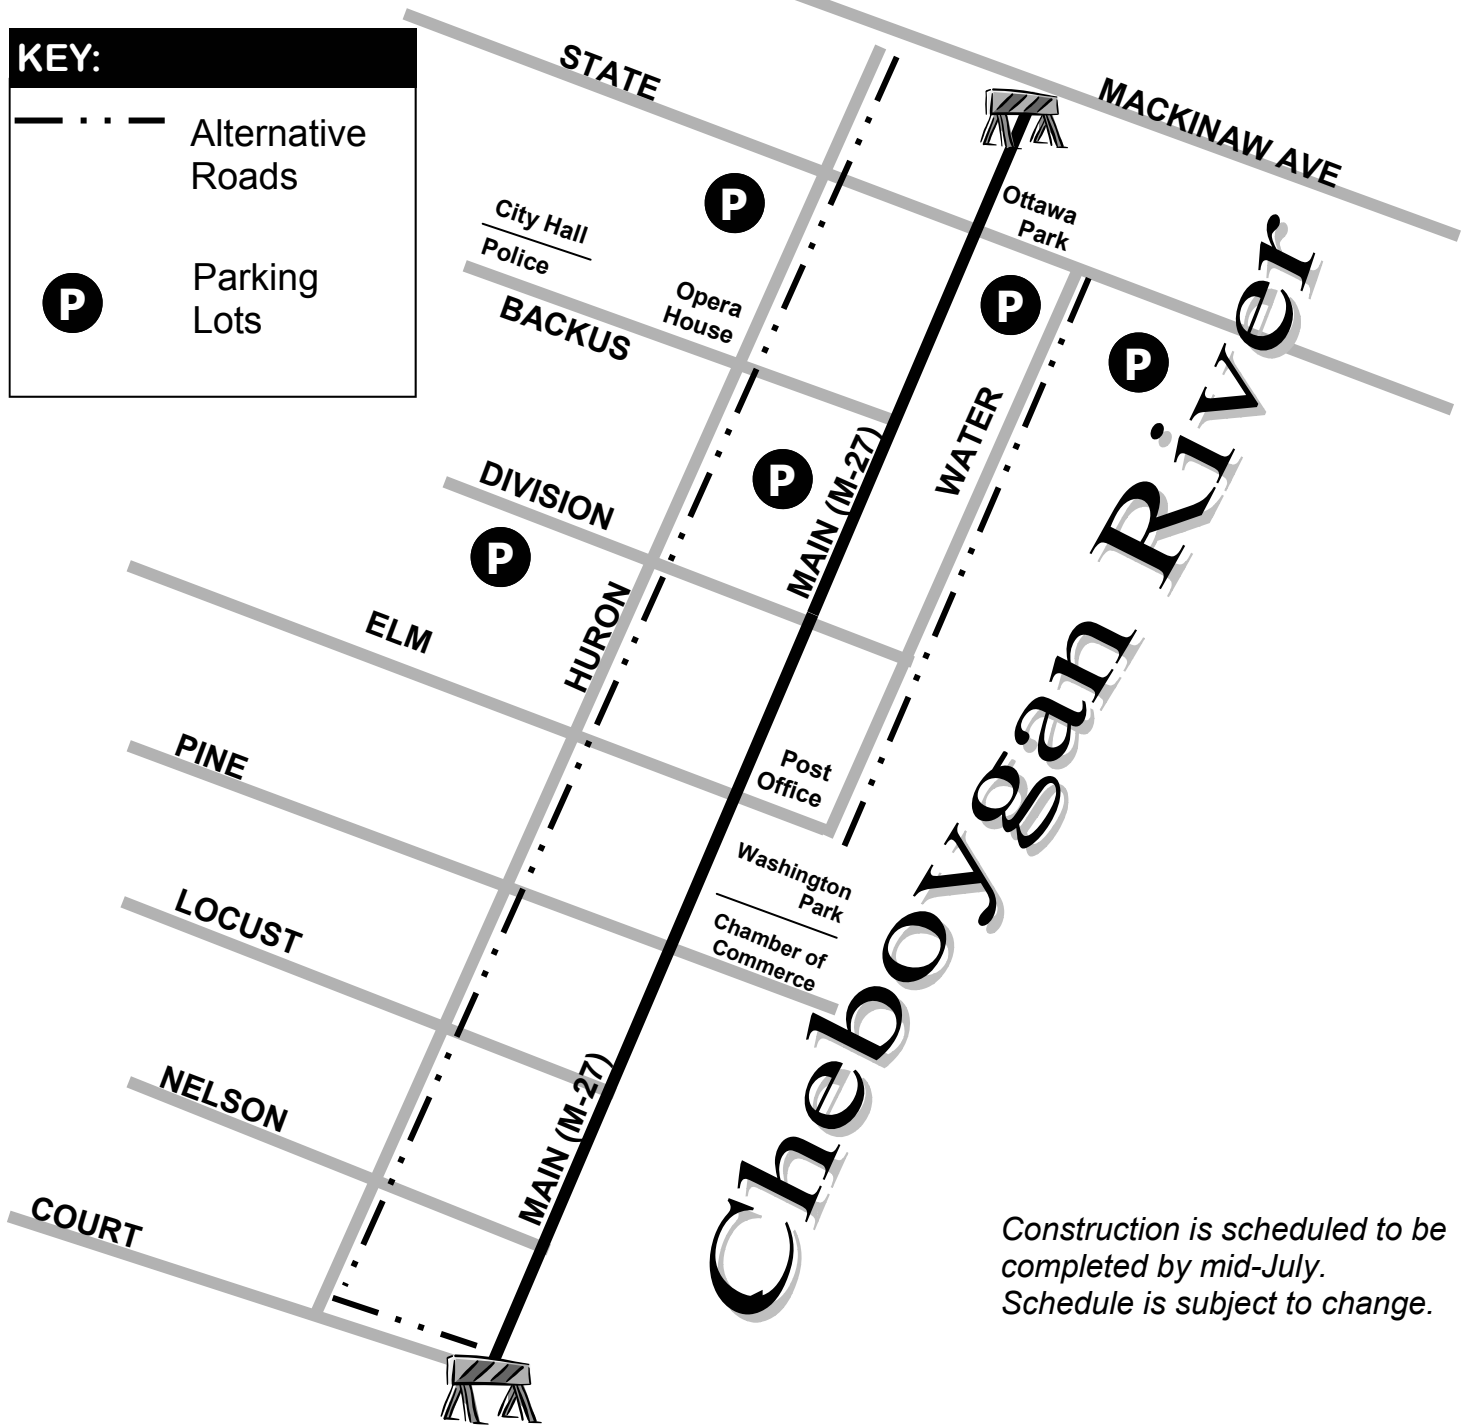 KEY:
Alternative
Roads
P
Parking
Lots
STATE
MACKINAW AVE
P
City Hall
Police
Ottawa
Park
Opera
House
P
P
BACKUS
WATER
MAIN (M-27)
P
DIVISION
P
HURON
ELM
Post
Office
PINE
Washington
Park
Chamber of
Commerce
LOCUST
NELSON
MAIN (M-27)
COURT
Cheboygan River
Construction is scheduled to be
completed by mid-July.
Schedule is subject to change.